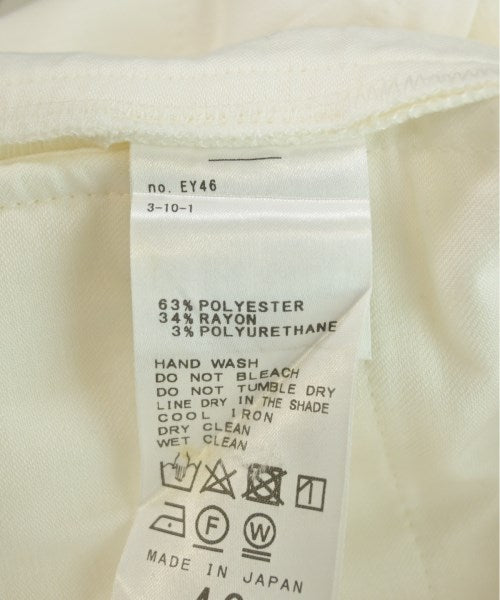 no. EY46
3-10-1
63% POLYESTER
34% RAYON
3% POLYURETHANE
HAND WASH
DO NOT BLEACH
DO NOT TUMBLE DRY
LINE DRY IN THE SHADE
COOL IRON
DRY CLEAN
WET CLEAN
F W
MADE IN JAPAN